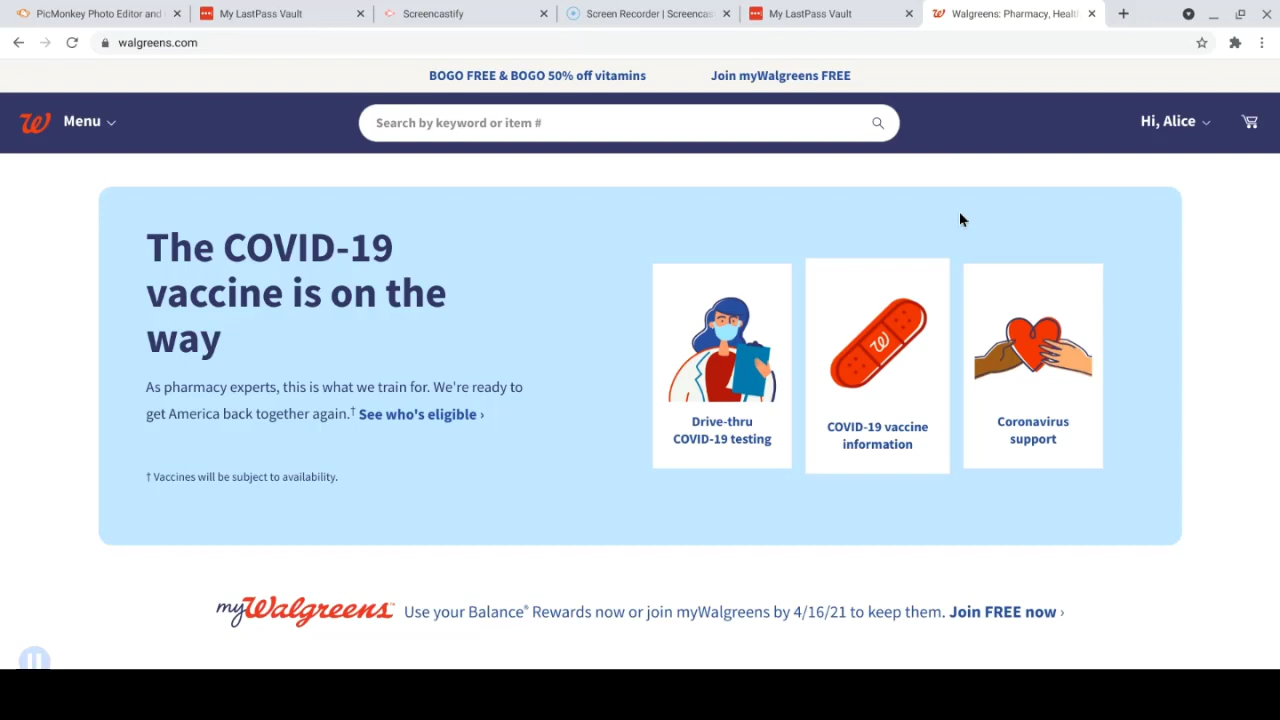 PicMonkey Photo Editor and
My LastPass Vault
Screencastify
Screen Recorder | Screencas
My LastPass Vault
Walgreens: Pharmacy, Healt
walgreens.com
BOGO FREE & BOGO 50% off vitamins
Join myWalgreens FREE
W
Menu
Search by keyword or item #
Hi, Alice
The COVID-19
vaccine is on the
way
As pharmacy experts, this is what we train for. We're ready to
get America back together again.† See who's eligible ›
† Vaccines will be subject to availability.
Drive-thru
COVID-19 testing
W
COVID-19 vaccine
information
Coronavirus
support
myWalgreens™ Use your Balance® Rewards now or join myWalgreens by 4/16/21 to keep them. Join FREE now ›